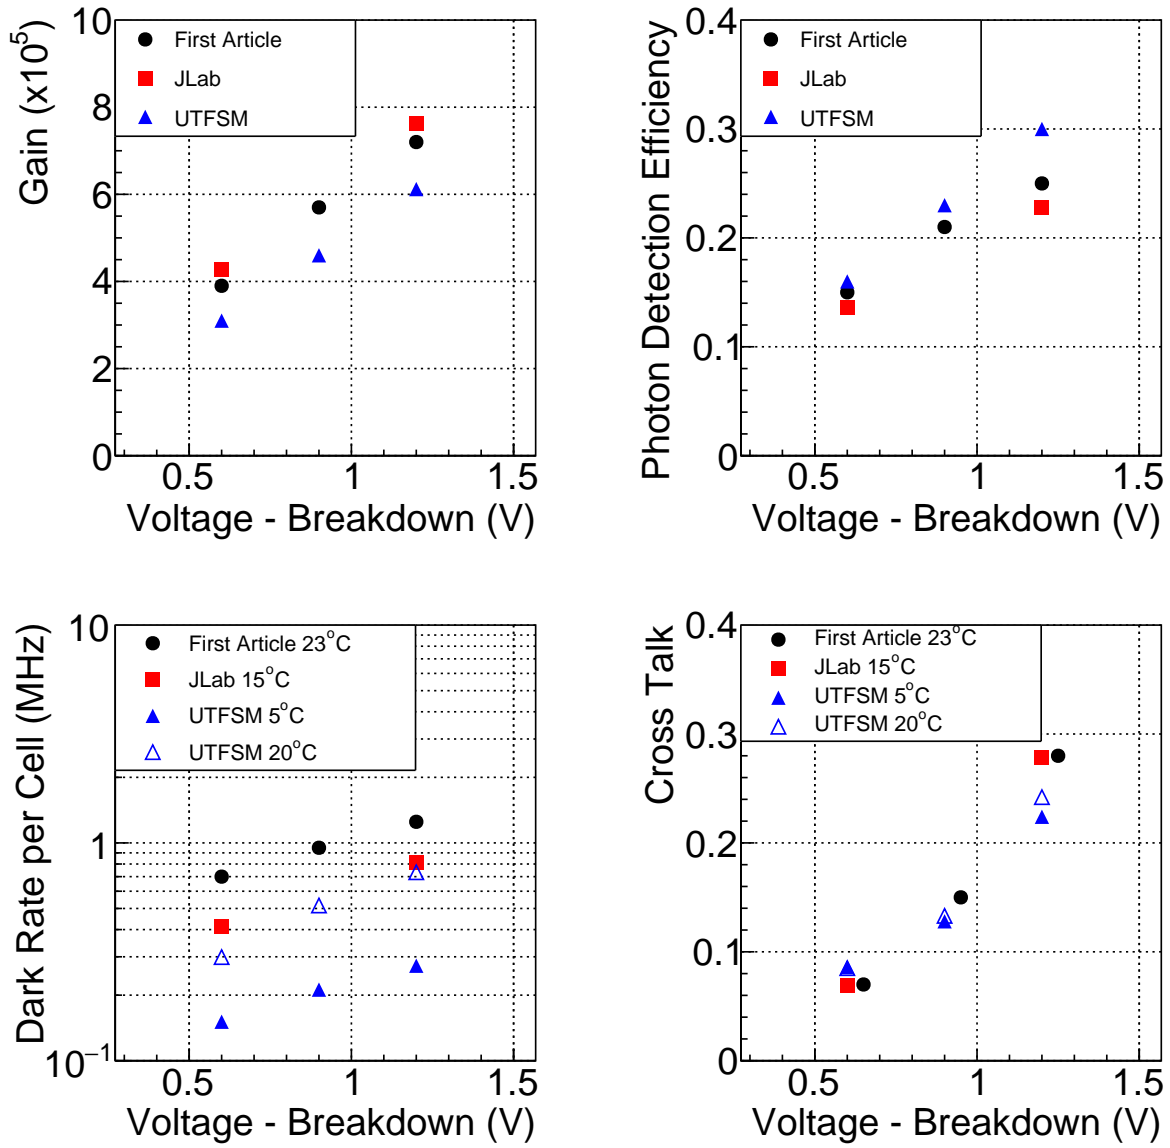 Gain (x10⁵)
10
8
6
4
2
0
First Article
JLab
UTFSM
0.5 1 1.5
Voltage - Breakdown (V)
Photon Detection Efficiency
0.4
0.3
0.2
0.1
0
First Article
JLab
UTFSM
0.5 1 1.5
Voltage - Breakdown (V)
Dark Rate per Cell (MHz)
10
1
10⁻¹
First Article 23°C
JLab 15°C
UTFSM 5°C
UTFSM 20°C
0.5 1 1.5
Voltage - Breakdown (V)
Cross Talk
0.4
0.3
0.2
0.1
0
First Article 23°C
JLab 15°C
UTFSM 5°C
UTFSM 20°C
0.5 1 1.5
Voltage - Breakdown (V)